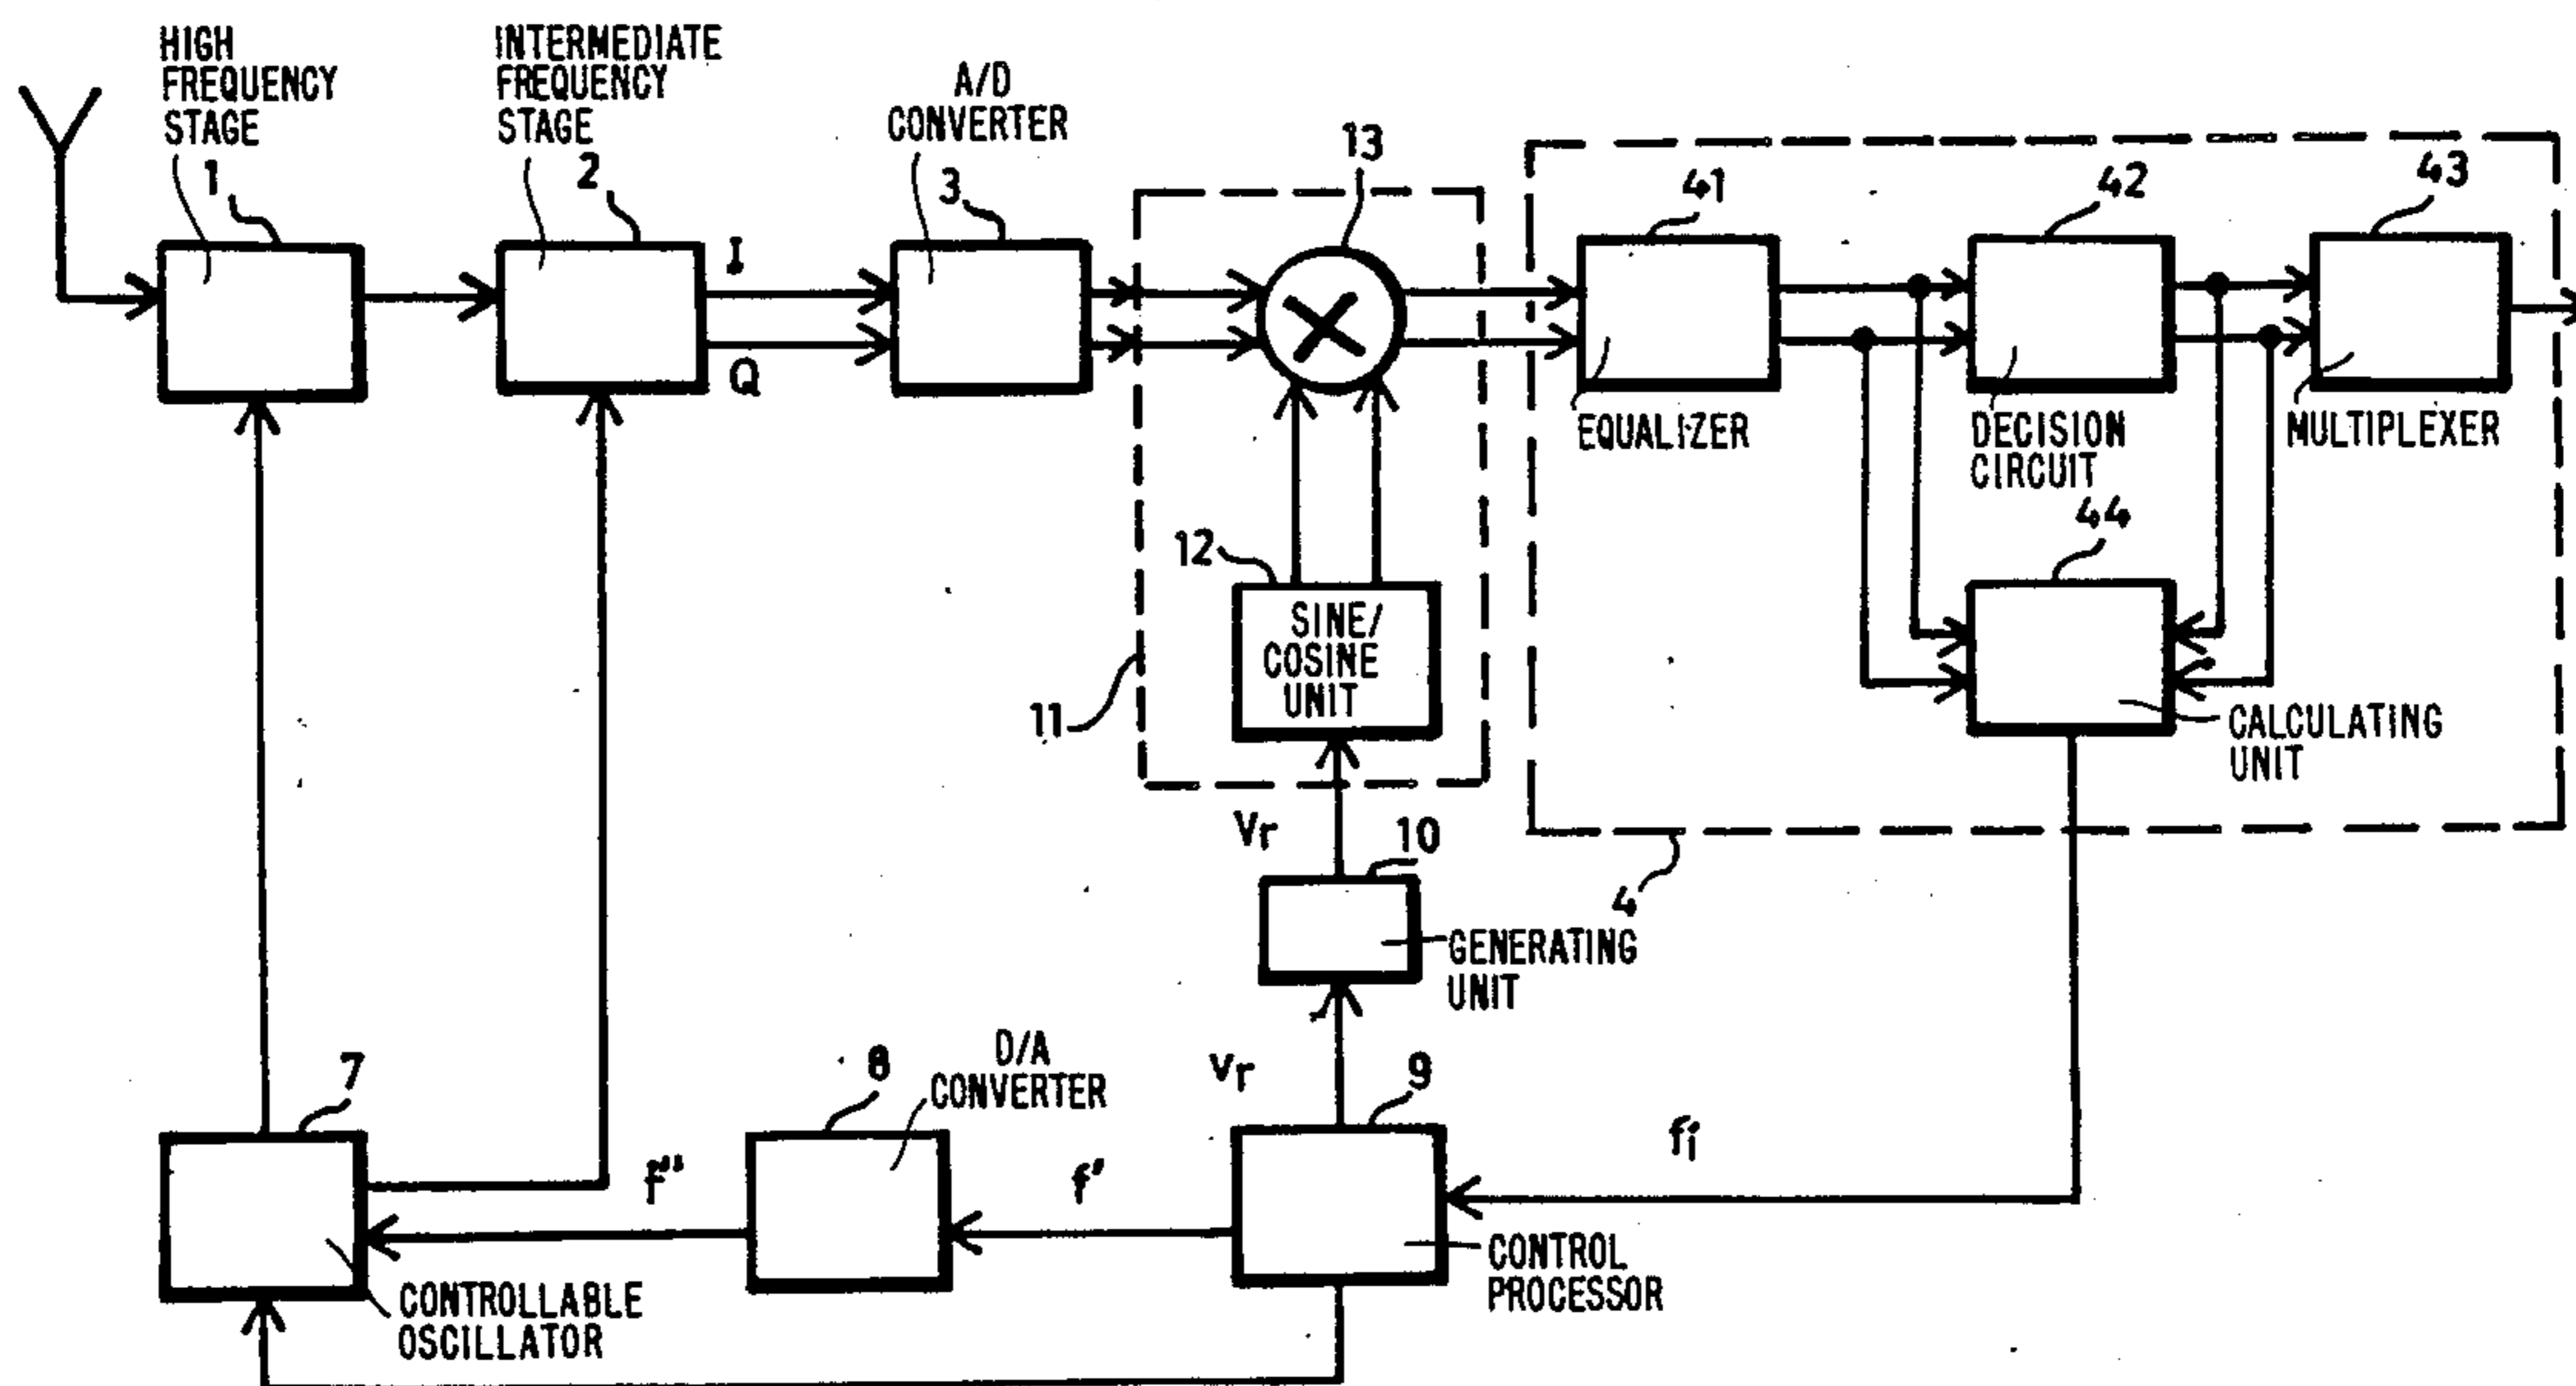 HIGH
FREQUENCY
STAGE
1
INTERMEDIATE
FREQUENCY
STAGE
2
I
Q
A/D
CONVERTER
3
13
41
42
43
EQUALIZER
DECISION
CIRCUIT
MULTIPLEXER
44
12
SINE/
COSINE
UNIT
11
CALCULATING
UNIT
Vr
10
4
GENERATING
UNIT
7
8
D/A
CONVERTER
Vr
9
fi
f''
f'
CONTROL
PROCESSOR
CONTROLLABLE
OSCILLATOR